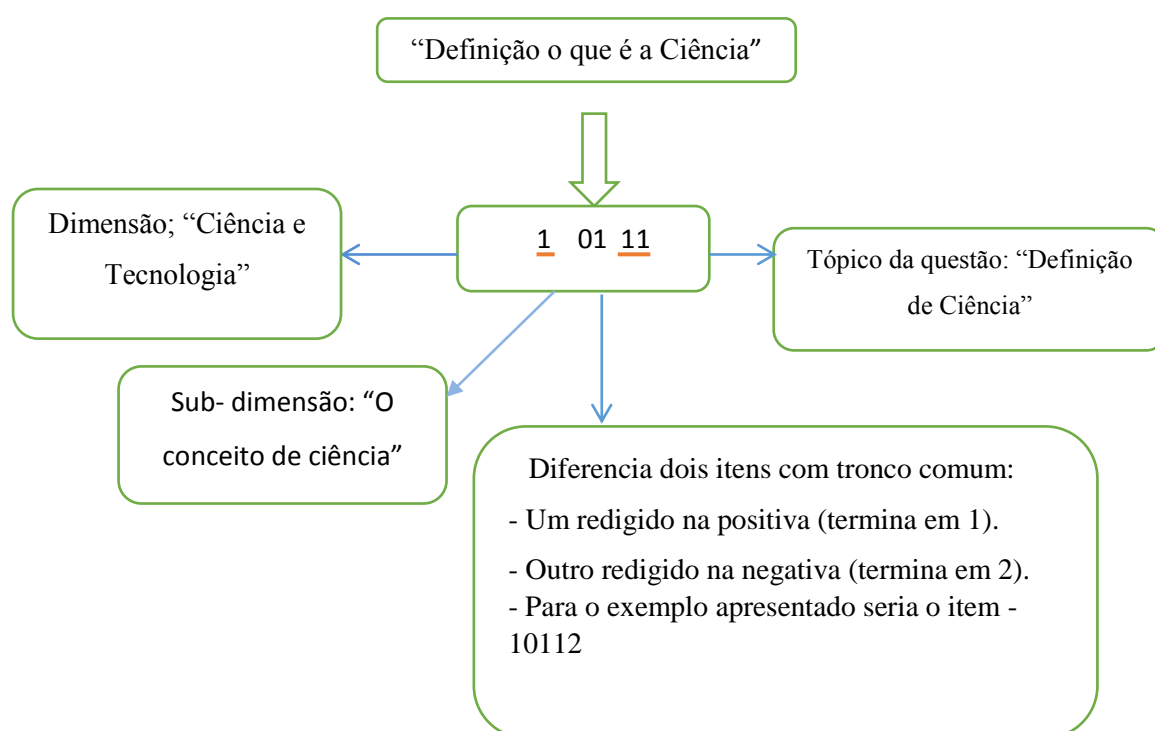 “Definição o que é a Ciência”
1 01 11
Dimensão; “Ciência e
Tecnologia”
Tópico da questão: “Definição
de Ciência”
Sub- dimensão: “O
conceito de ciência”
Diferencia dois itens com tronco comum:
- Um redigido na positiva (termina em 1).
- Outro redigido na negativa (termina em 2).
- Para o exemplo apresentado seria o item -
10112